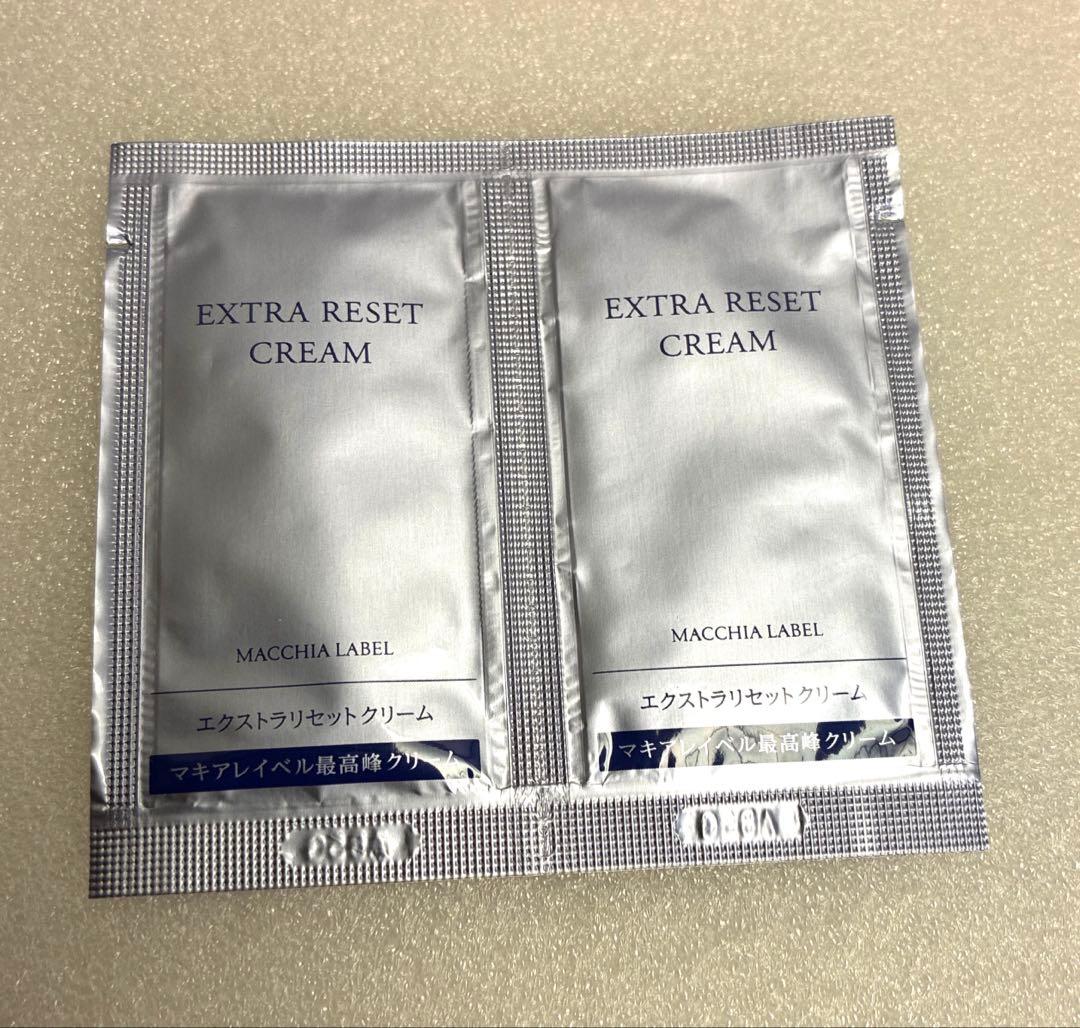 EXTRA RESET
CREAM
MACCHIA LABEL
エクストラリセットクリーム
マキアレイベル最高峰クリーム
EXTRA RESET
CREAM
MACCHIA LABEL
エクストラリセットクリーム
マキアレイベル最高峰クリーム